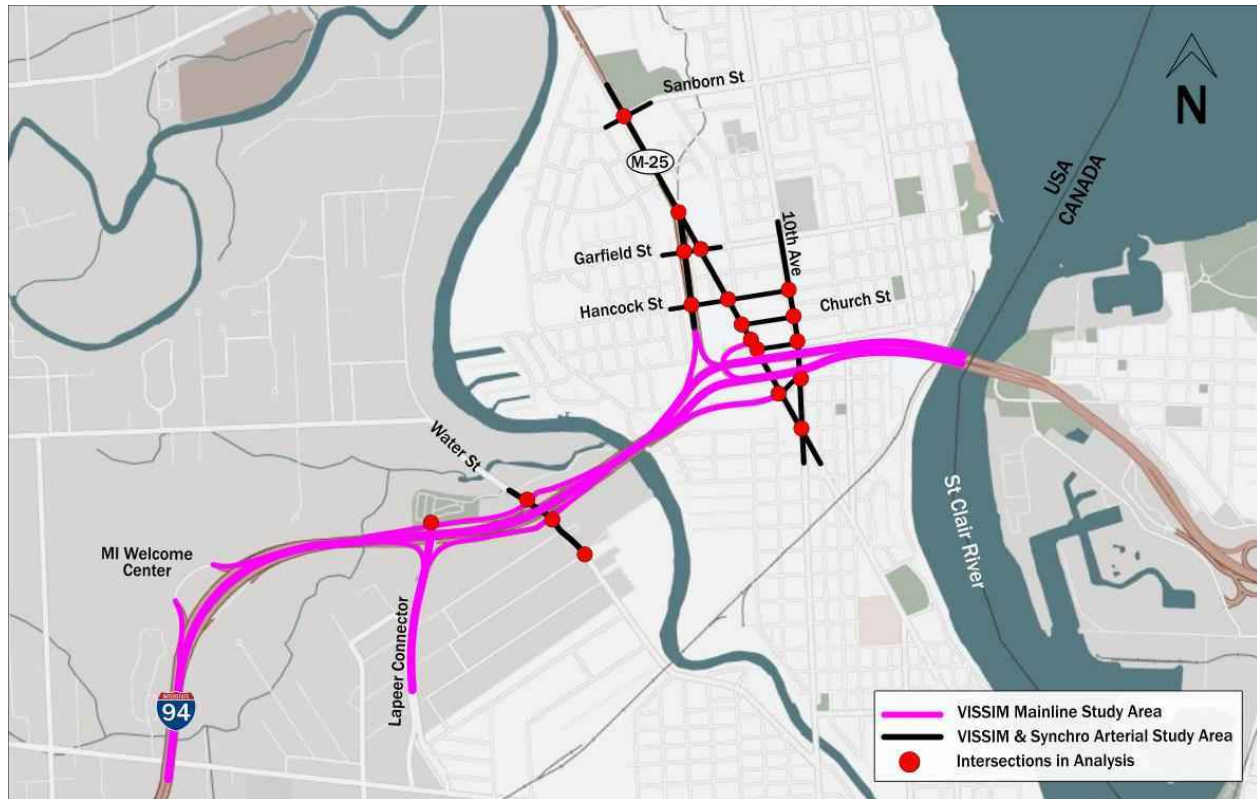 Sanborn St
M-25
USA
CANADA
10th Ave
Garfield St
Hancock St
Church St
Water St
St Clair River
MI Welcome
Center
Lapeer Connector
INTERSTATE
94
N
VISSIM Mainline Study Area
VISSIM & Synchro Arterial Study Area
Intersections in Analysis